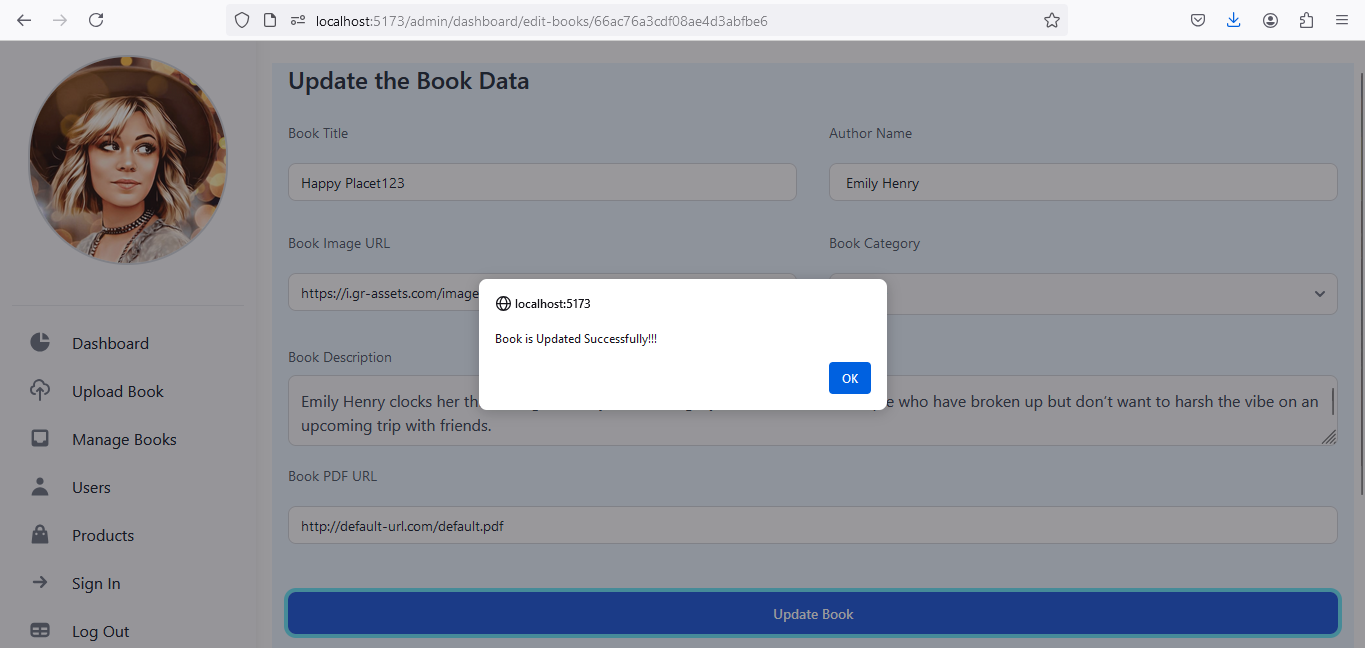 localhost:5173/admin/dashboard/edit-books/66ac76a3cdf08ae4d3abfbe6
Update the Book Data
Book Title
Author Name
Happy Placet123
Emily Henry
Book Image URL
Book Category
https://i.gr-assets.com/image
localhost:5173
Book is Updated Successfully!!!
OK
Book Description
Emily Henry clocks her th
who have broken up but don't want to harsh the vibe on an
upcoming trip with friends.
Book PDF URL
http://default-url.com/default.pdf
Update Book
Dashboard
Upload Book
Manage Books
Users
Products
Sign In
Log Out